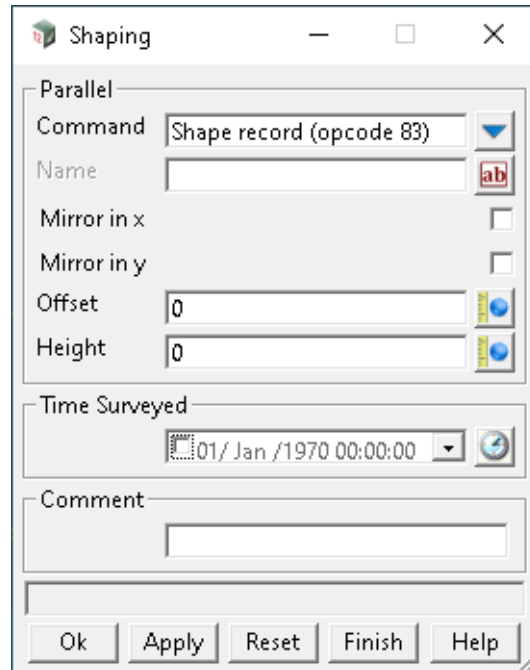 Shaping
Parallel
Command Shape record (opcode 83)
Name ab
Mirror in x
Mirror in y
Offset 0
Height 0
Time Surveyed
01/ Jan /1970 00:00:00
Comment
Ok Apply Reset Finish Help